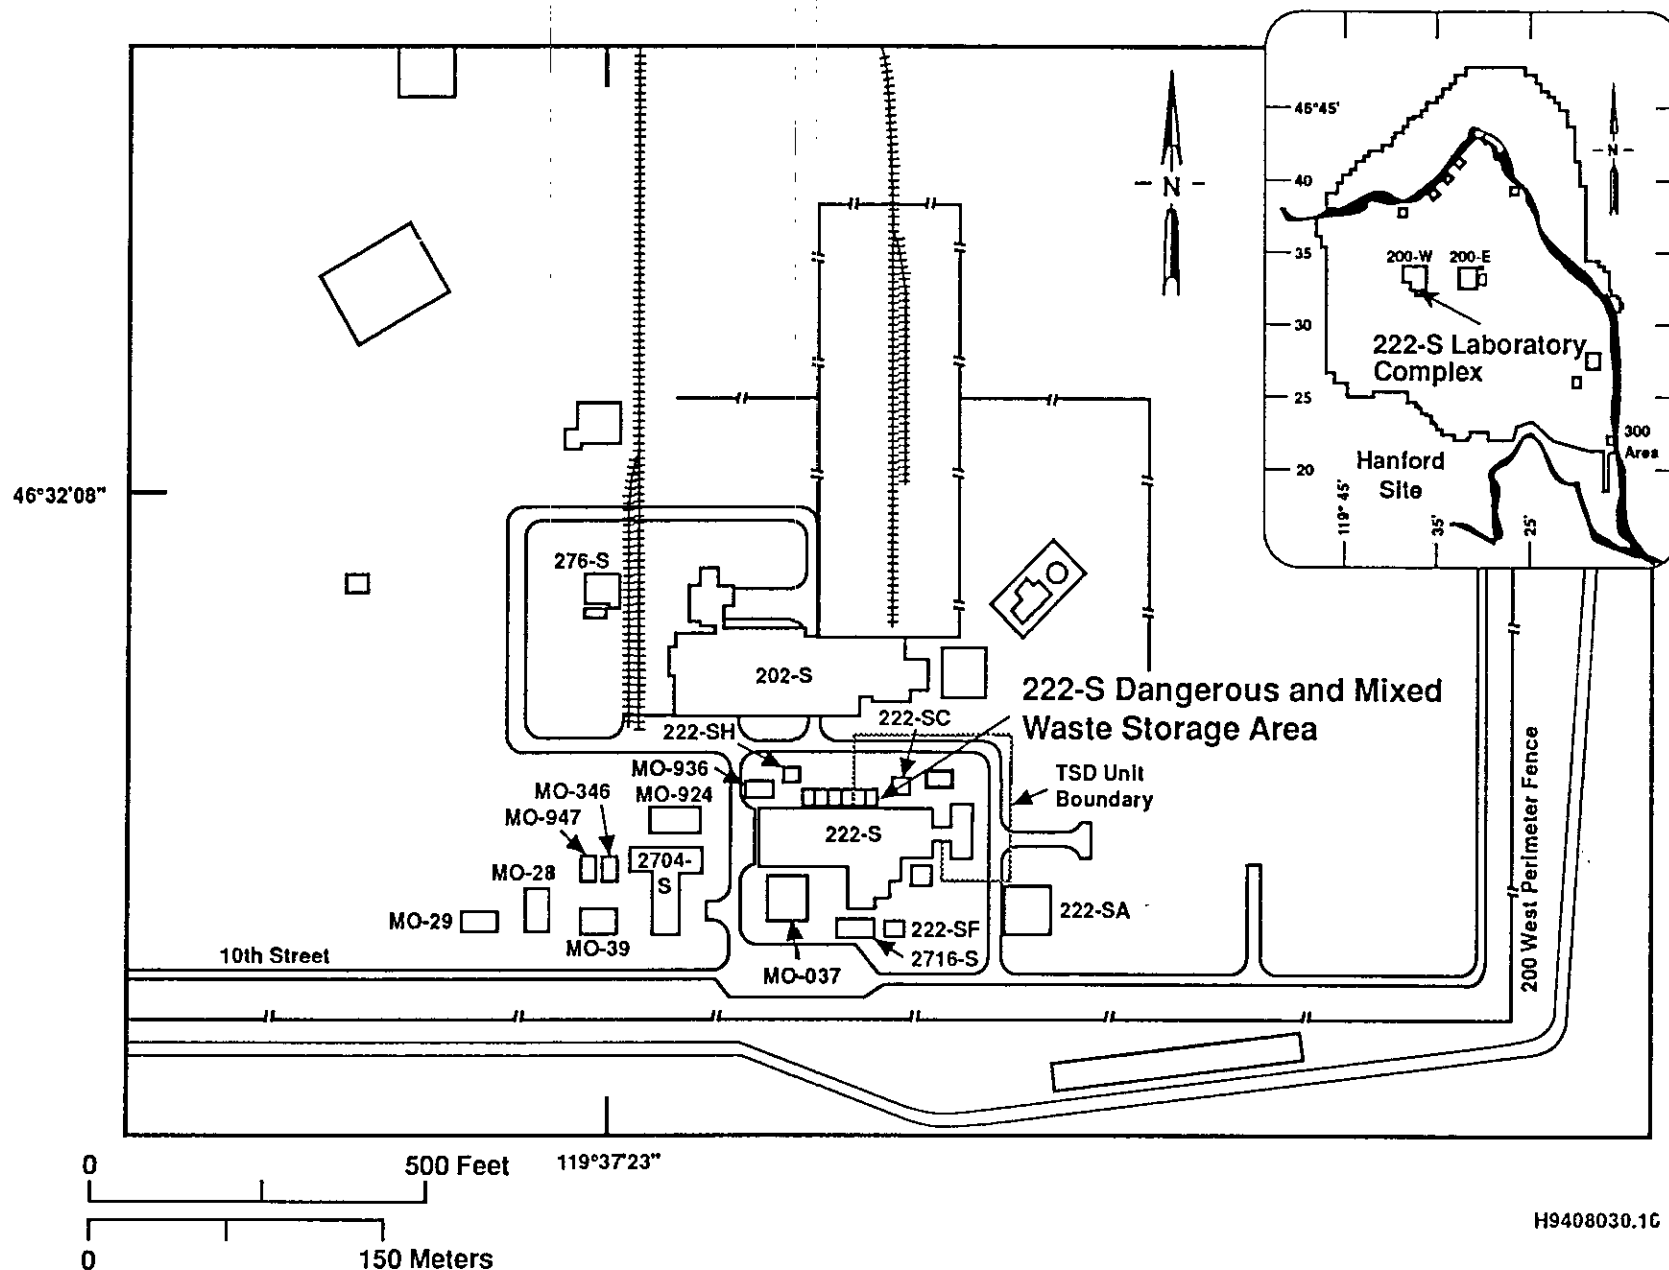 46°45'
N
N
40
35
200-W
200-E
30
222-S Laboratory
Complex
25
300
Area
20
Hanford
Site
119° 45'
35'
25'
46°32'08"
276-S
202-S
222-S Dangerous and Mixed
Waste Storage Area
222-SC
222-SH
MO-936
TSD Unit
Boundary
MO-346
MO-924
MO-947
222-S
2704-
S
MO-28
MO-29
222-SA
222-SF
MO-39
2716-S
10th Street
MO-037
200 West Perimeter Fence
0
500 Feet
119°37'23"
0
150 Meters
H9408030.10